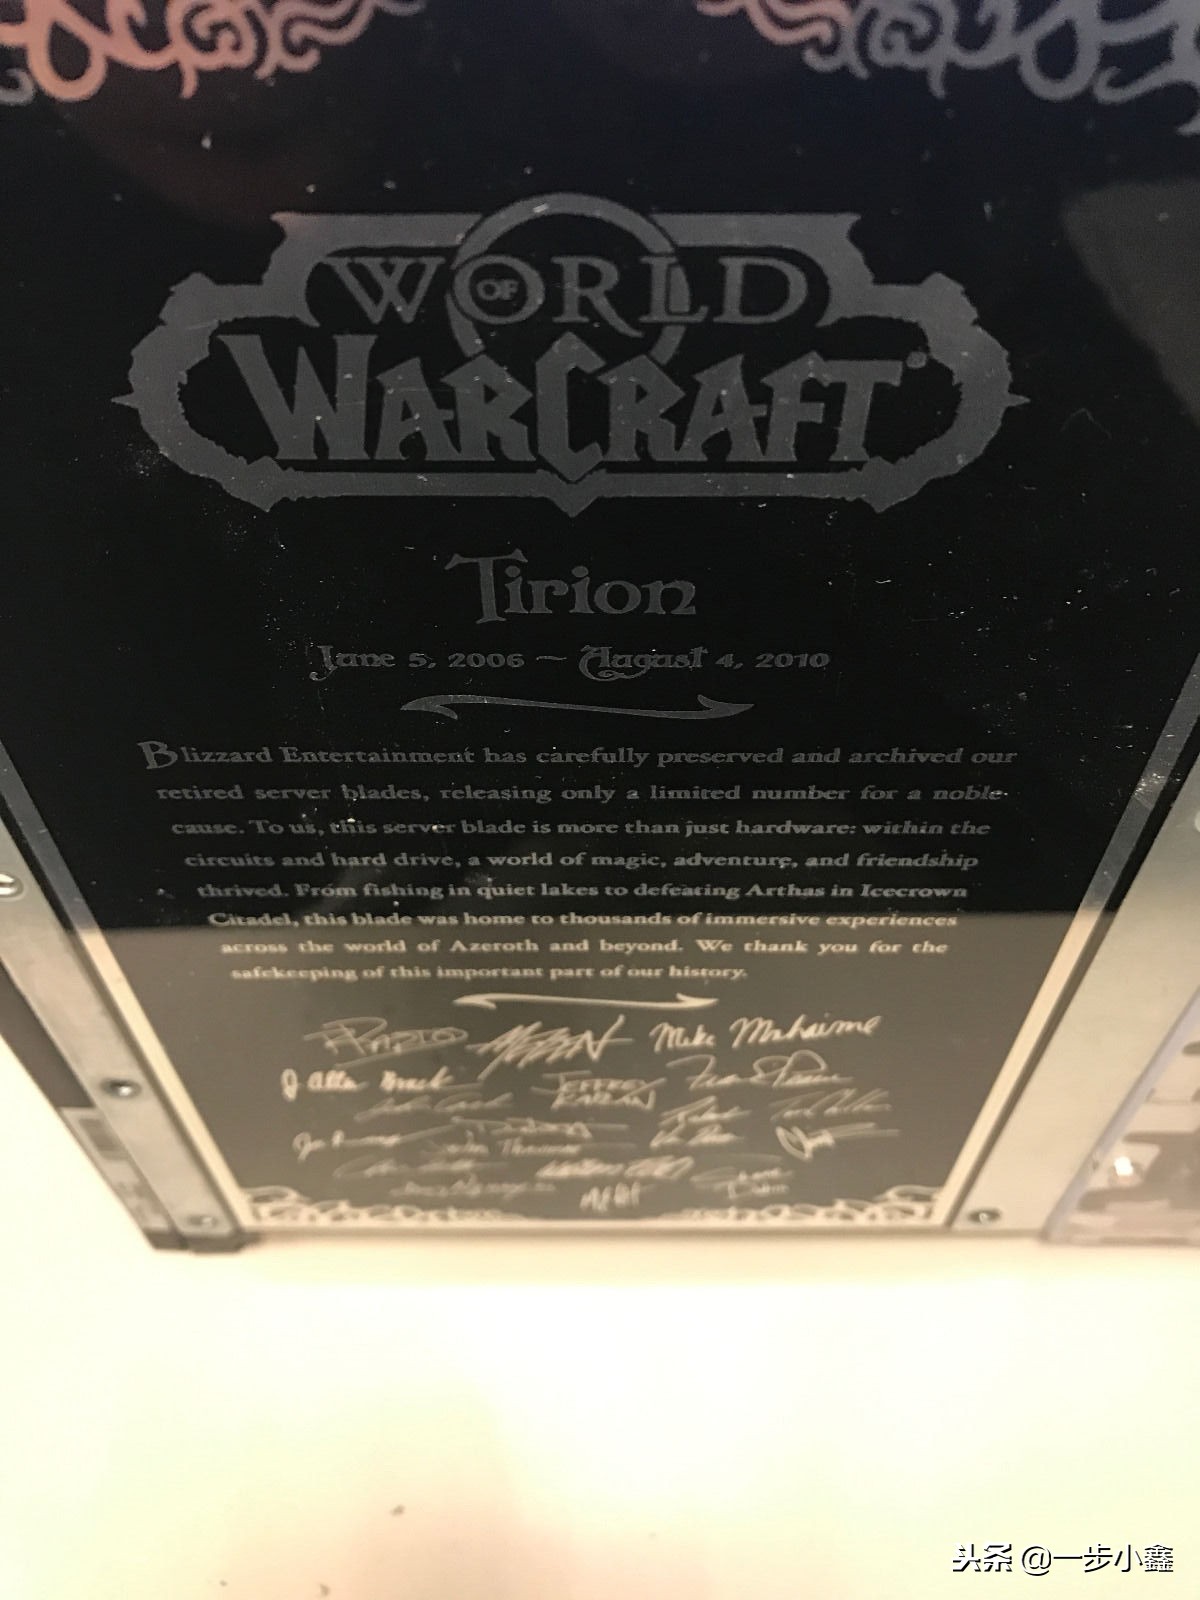 WORLD OF
WARCRAFT®
Tirion
June 5, 2006 ~ August 4, 2010
Blizzard Entertainment has carefully preserved and archived our
retired server blades, releasing only a limited number for a noble
cause. To us, this server blade is more than just hardware: within the
circuits and hard drive, a world of magic, adventure, and friendship
thrived. From fishing in quiet lakes to defeating Arthas in Icecrown
Citadel, this blade was home to thousands of immersive experiences
across the world of Azeroth and beyond. We thank you for the
safekeeping of this important part of our history.
Mike Morhaime
J Allen Brack
JEFFREY
KAPLAN
头条 @一步小鑫